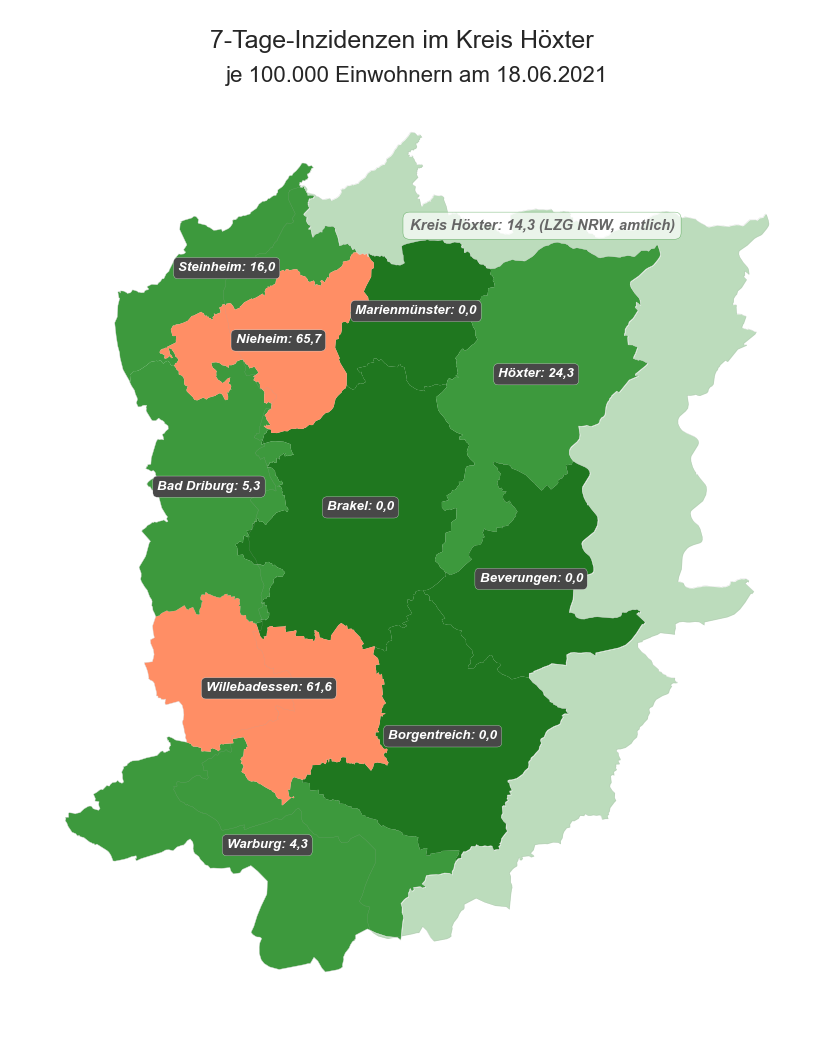 7-Tage-Inzidenzen im Kreis Höxter
je 100.000 Einwohnern am 18.06.2021
Kreis Höxter: 14,3 (LZG NRW, amtlich)
Steinheim: 16,0
Marienmünster: 0,0
Nieheim: 65,7
Höxter: 24,3
Bad Driburg: 5,3
Brakel: 0,0
Beverungen: 0,0
Willebadessen: 61,6
Borgentreich: 0,0
Warburg: 4,3